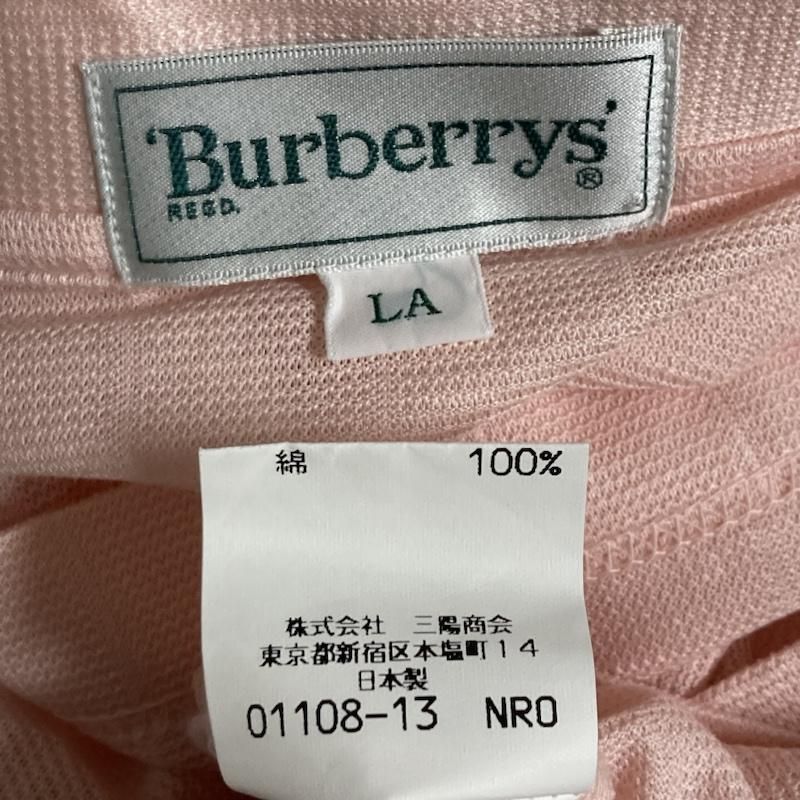 'Burberrys'
REGD. ®
LA
綿 100%
株式会社 三陽商会
東京都新宿区本塩町14
日本製
01108-13 NRO